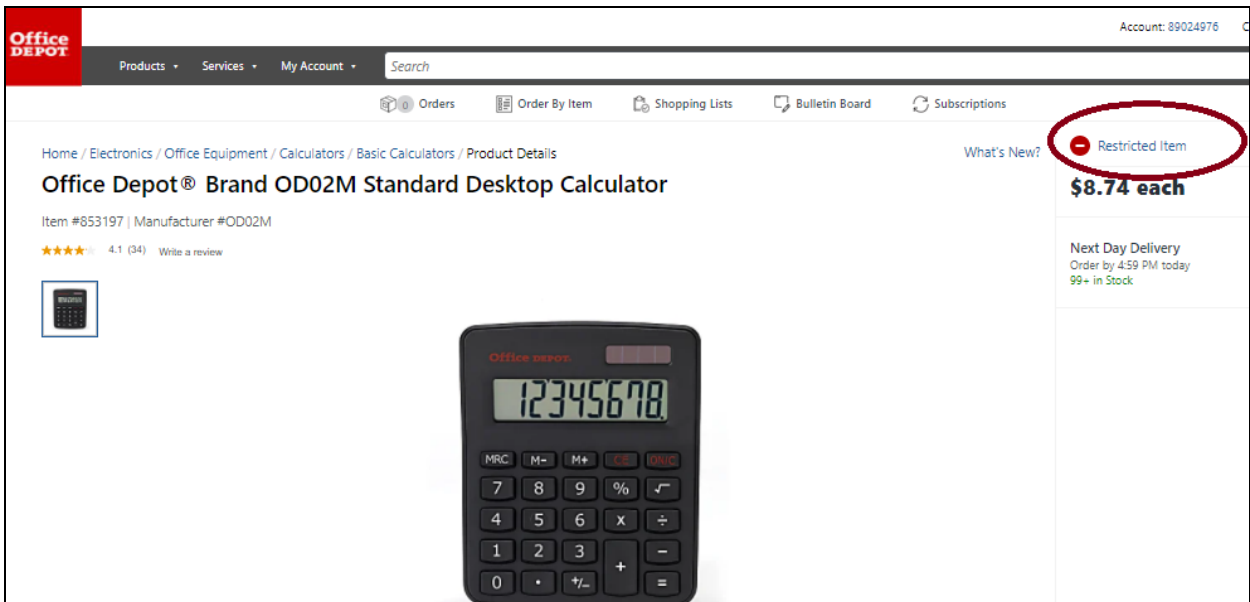 Office
DEPOT
Account: 89024976
Products
Services
My Account
Search
0 Orders
Order By Item
Shopping Lists
Bulletin Board
Subscriptions
Home / Electronics / Office Equipment / Calculators / Basic Calculators / Product Details
What's New?
Restricted Item
Office Depot® Brand OD02M Standard Desktop Calculator
$8.74 each
Item #853197 | Manufacturer #OD02M
4.1 (34) Write a review
Next Day Delivery
Order by 4:59 PM today
99+ in Stock
Office DEPOT
12345678.
MRC M- M+ CE ON/C
7 8 9 % √
4 5 6 x ÷
1 2 3 + −
0 . +/− =